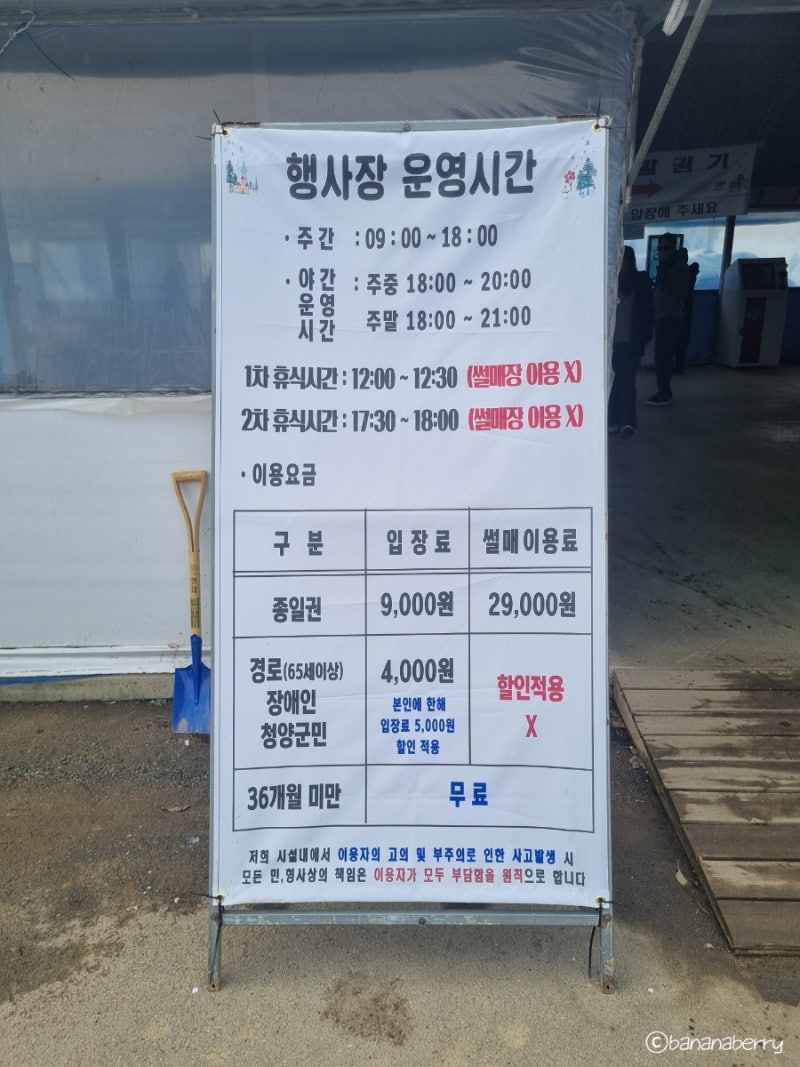 행사장 운영시간
· 주간 : 09:00 ~ 18:00
· 야간 : 주중 18:00 ~ 20:00
운영
시간 주말 18:00 ~ 21:00
1차 휴식시간 : 12:00 ~ 12:30 (썰매장 이용 X)
2차 휴식시간 : 17:30 ~ 18:00 (썰매장 이용 X)
· 이용요금
구 분 입장료 썰매이용료
종일권 9,000원 29,000원
경로(65세이상) 4,000원
장애인 본인에 한해 할인적용
청양군민 입장료 5,000원 X
할인 적용
36개월 미만 무료
저희 시설내에서 이용자의 고의 및 부주의로 인한 사고발생 시
모든 민,형사상의 책임은 이용자가 모두 부담함을 원칙으로 합니다
발권기
입장해 주세요
©bananaberry